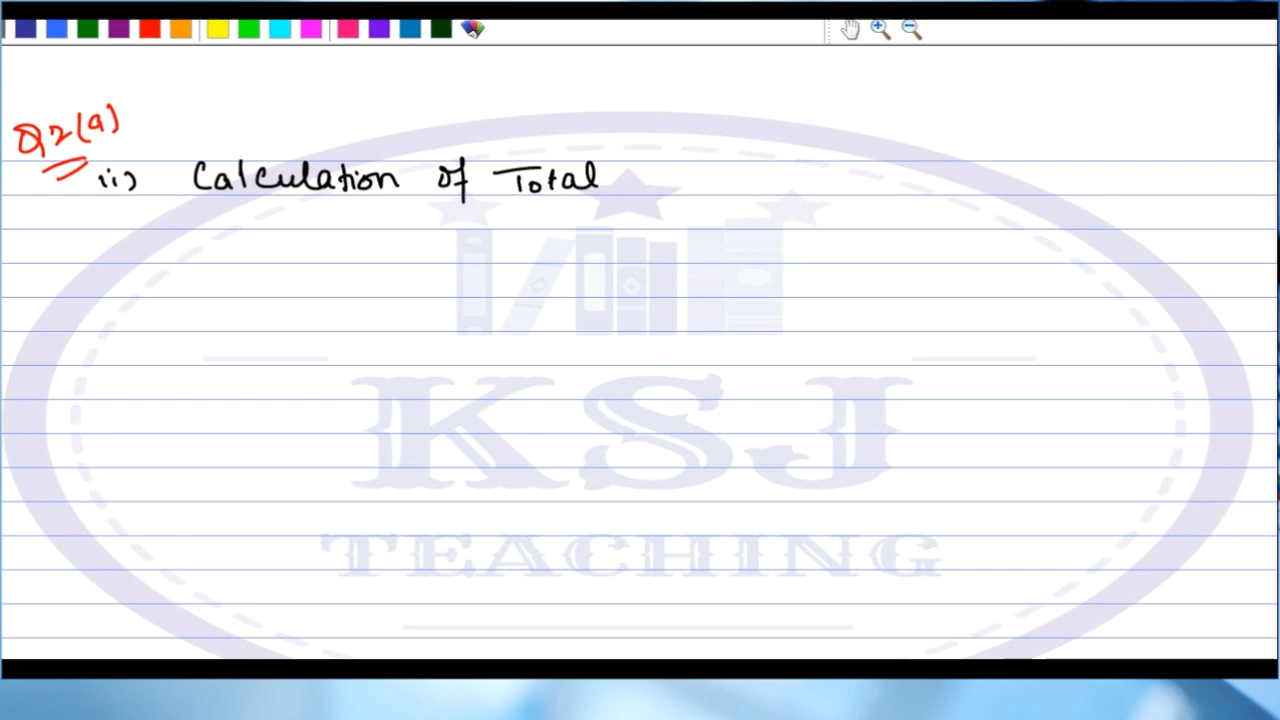 Q2(a)
ii) Calculation of Total
KSJ
TEACHING